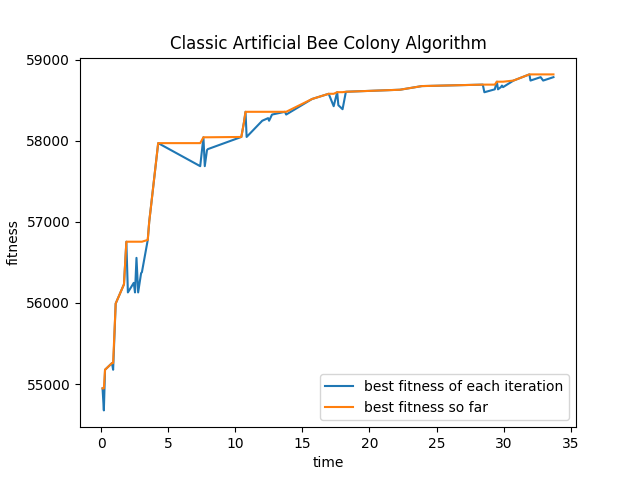 Classic Artificial Bee Colony Algorithm
59000
58000
57000
56000
55000
fitness
0 5 10 15 20 25 30 35
time
best fitness of each iteration
best fitness so far